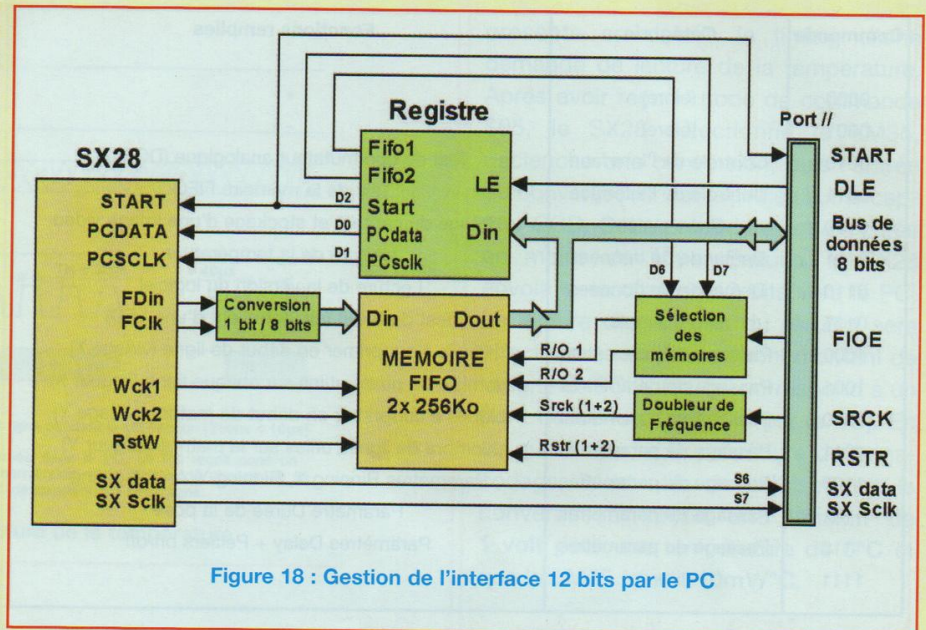 Registre
Port //
SX28
Fifo1
Fifo2
Start
PCdata
PCsclk
LE
Din
START
PCDATA
PCSCLK
D2
D0
D1
START
DLE
Bus de
données
8 bits
FDin
FClk
Conversion
1 bit / 8 bits
Din
Dout
MEMOIRE
FIFO
2x 256Ko
D6
D7
Sélection
des
mémoires
FIOE
R/O 1
R/O 2
Wck1
Wck2
RstW
Srck (1+2)
Doubleur de
Fréquence
SRCK
Rstr (1+2)
RSTR
SX data
SX Sclk
S6
S7
SX data
SX Sclk
Figure 18 : Gestion de l'interface 12 bits par le PC